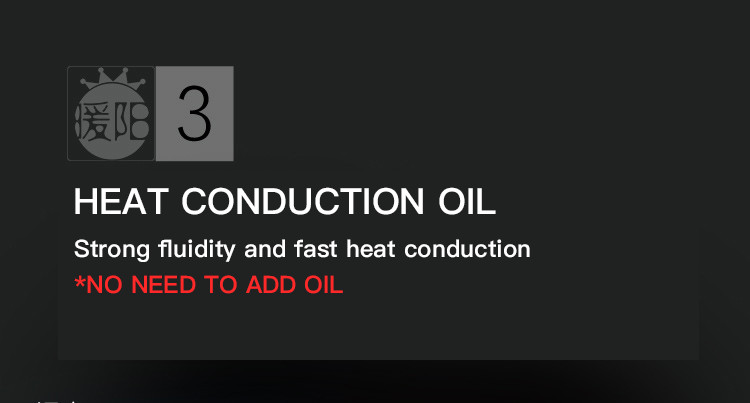 暖阳
3
HEAT CONDUCTION OIL
Strong fluidity and fast heat conduction
*NO NEED TO ADD OIL